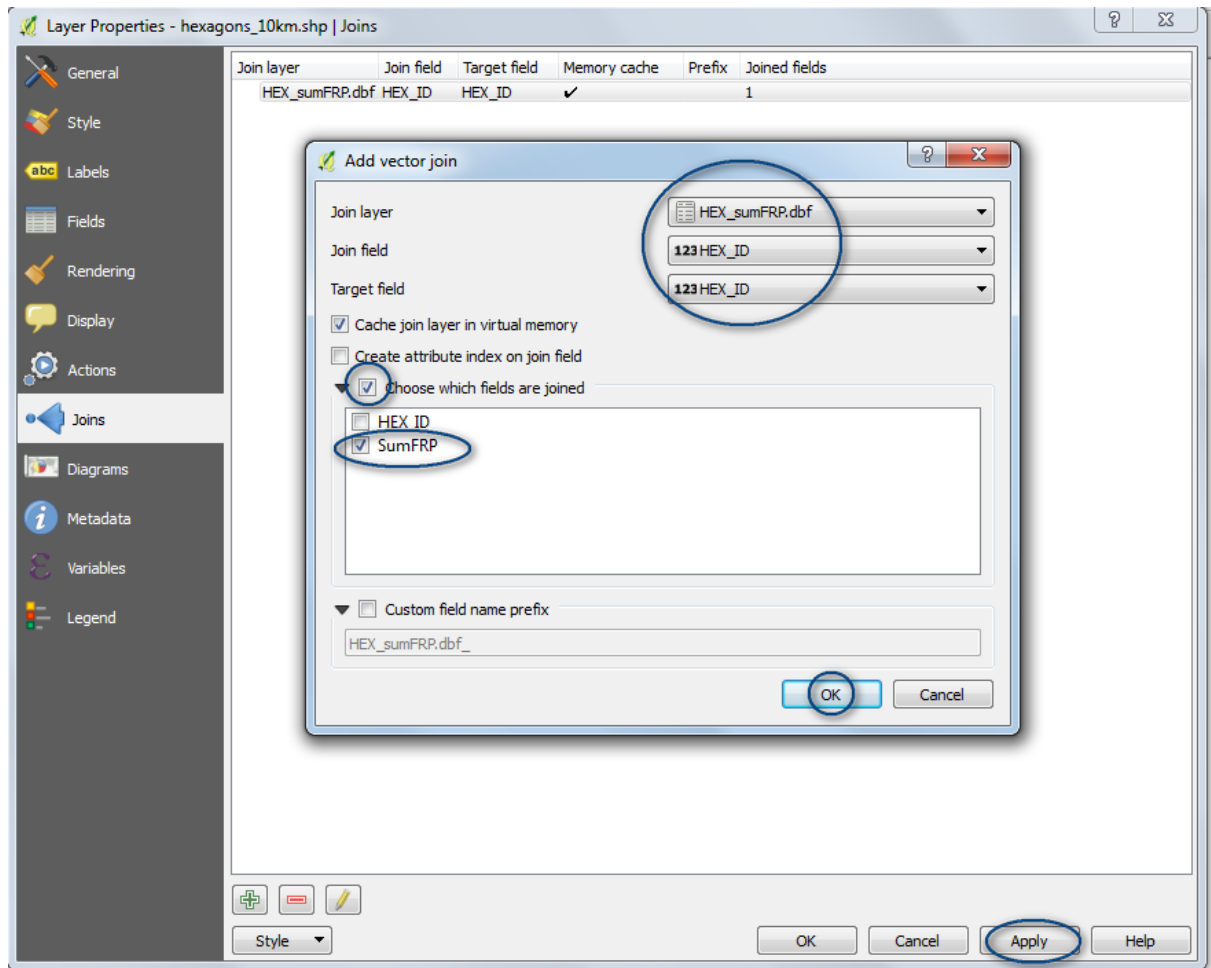 Layer Properties - hexagons_10km.shp | Joins
General
Style
abc Labels
Fields
Rendering
Display
Actions
Joins
Diagrams
Metadata
Variables
Legend
Join layer Join field Target field Memory cache Prefix Joined fields
HEX_sumFRP.dbf HEX_ID HEX_ID ✔ 1
Add vector join
Join layer HEX_sumFRP.dbf
Join field 123 HEX_ID
Target field 123 HEX_ID
Cache join layer in virtual memory
Create attribute index on join field
Choose which fields are joined
HEX_ID
SumFRP
Custom field name prefix
HEX_sumFRP.dbf_
OK Cancel
Style OK Cancel Apply Help